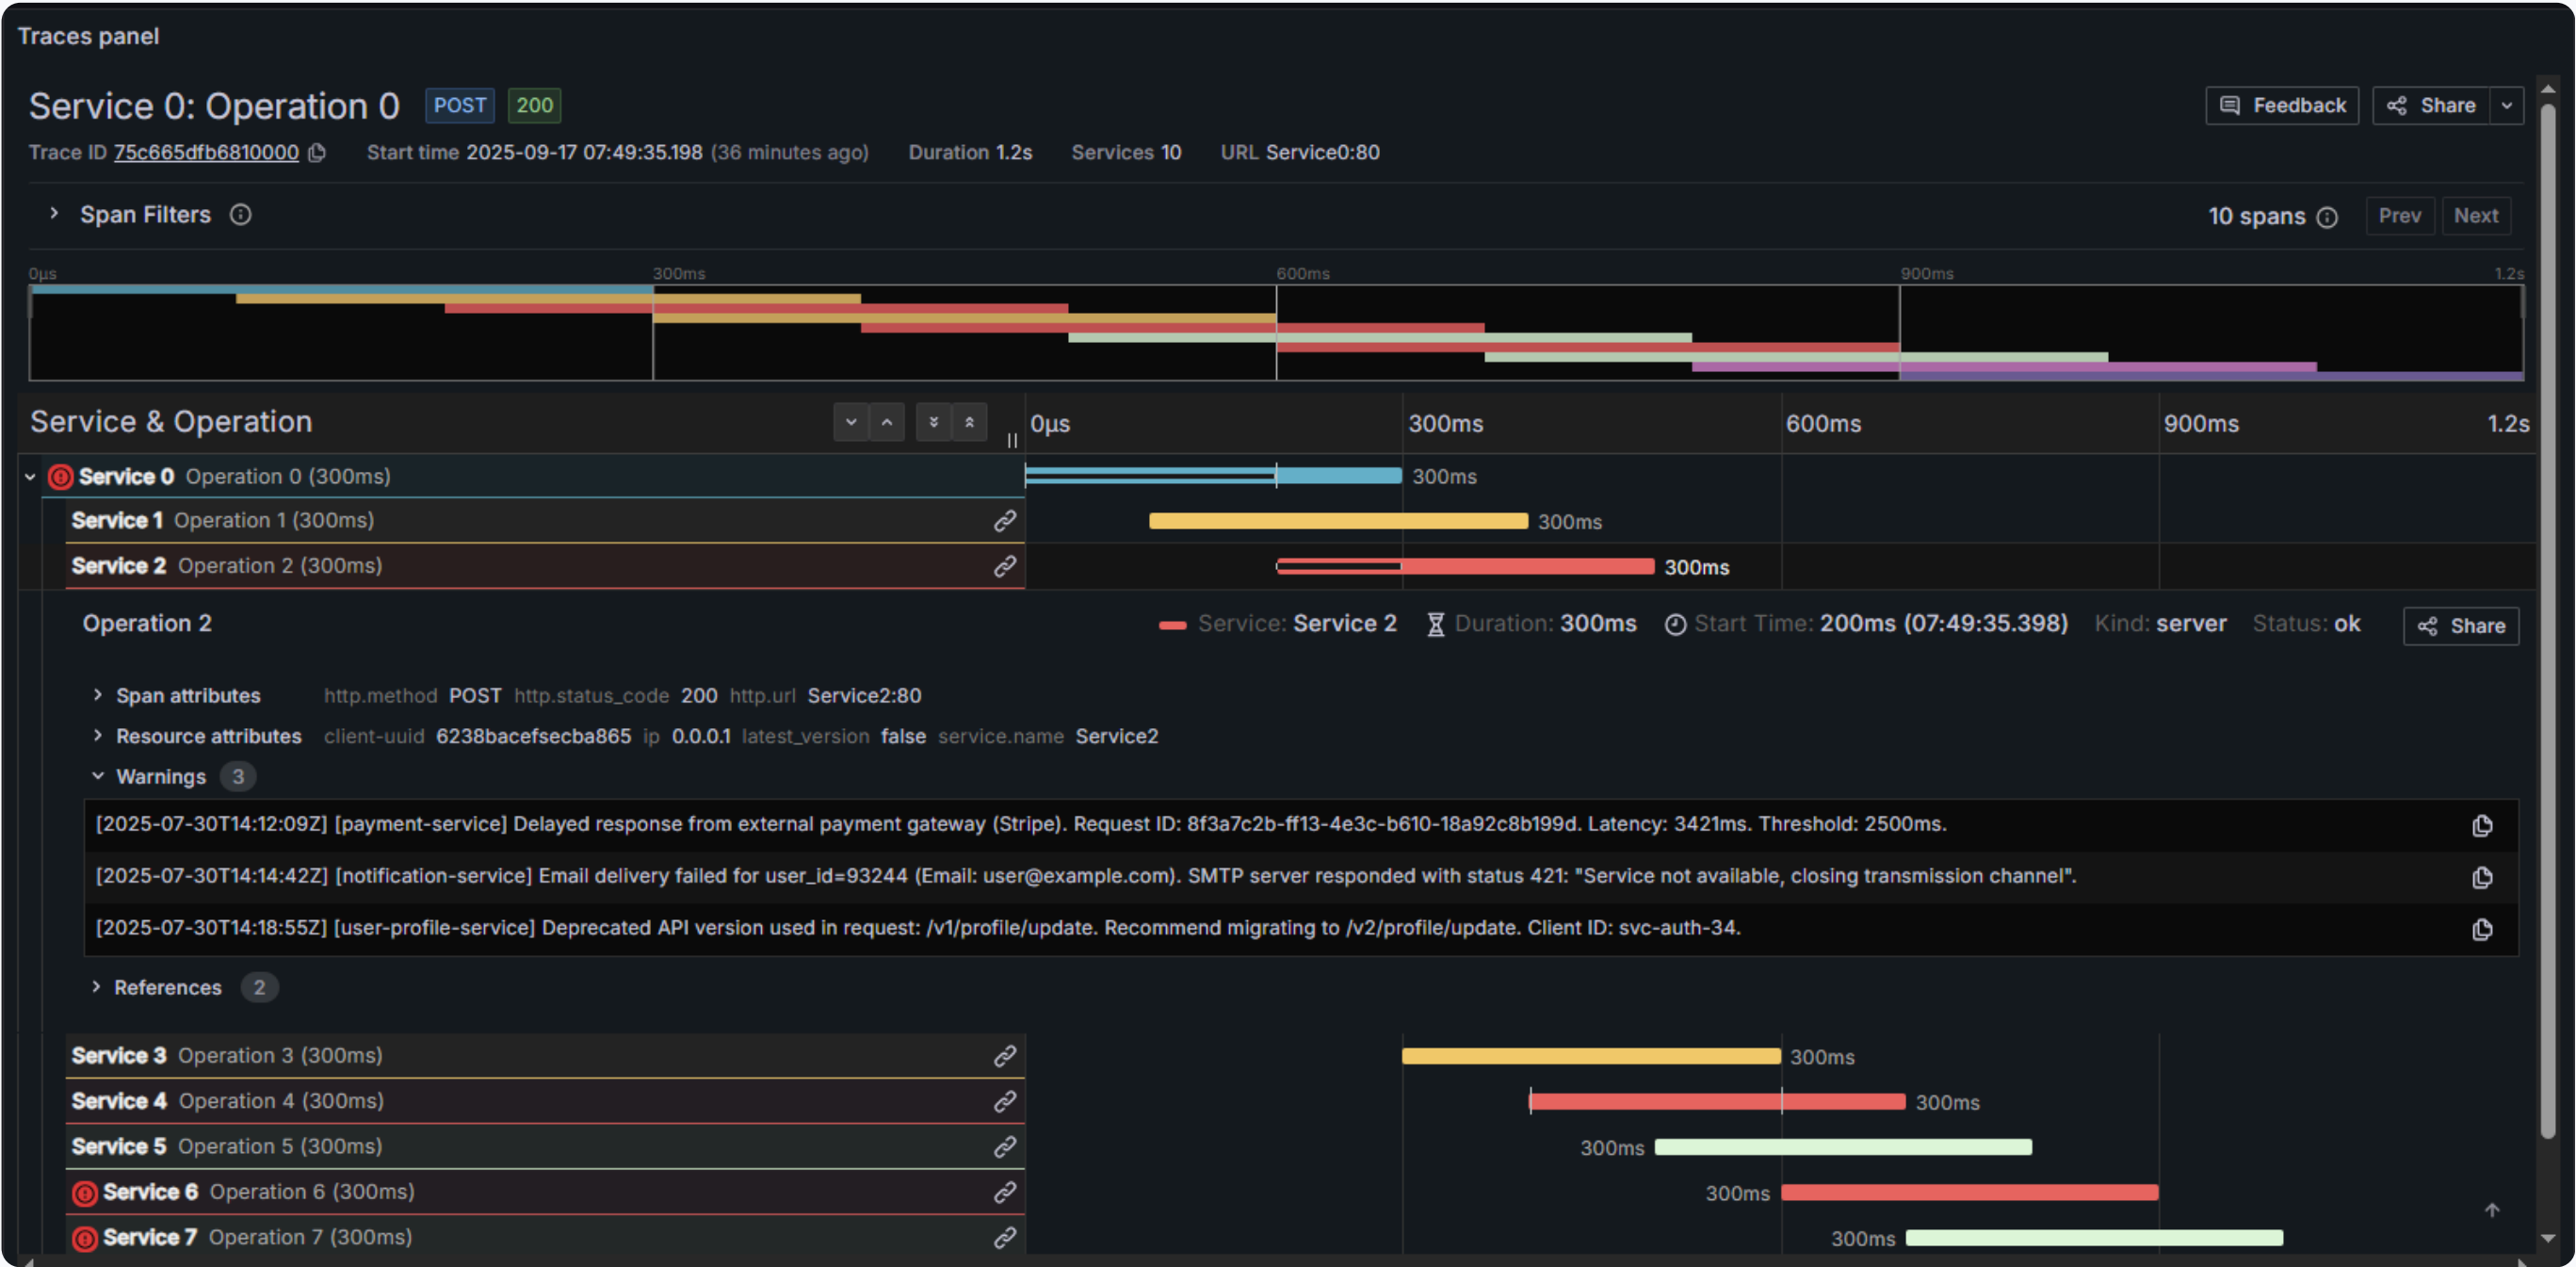 Traces panel
Service 0: Operation 0 POST 200 Feedback Share
Trace ID 75c665dfb6810000 Start time 2025-09-17 07:49:35.198 (36 minutes ago) Duration 1.2s Services 10 URL Service0:80
Span Filters 10 spans Prev Next
0µs 300ms 600ms 900ms 1.2s
Service & Operation 0µs 300ms 600ms 900ms 1.2s
Service 0 Operation 0 (300ms) 300ms
Service 1 Operation 1 (300ms) 300ms
Service 2 Operation 2 (300ms) 300ms
Operation 2 Service: Service 2 Duration: 300ms Start Time: 200ms (07:49:35.398) Kind: server Status: ok Share
Span attributes http.method POST http.status_code 200 http.url Service2:80
Resource attributes client-uuid 6238bacefsecba865 ip 0.0.0.1 latest_version false service.name Service2
Warnings 3
[2025-07-30T14:12:09Z] [payment-service] Delayed response from external payment gateway (Stripe). Request ID: 8f3a7c2b-ff13-4e3c-b610-18a92c8b199d. Latency: 3421ms. Threshold: 2500ms.
[2025-07-30T14:14:42Z] [notification-service] Email delivery failed for user_id=93244 (Email: user@example.com). SMTP server responded with status 421: "Service not available, closing transmission channel".
[2025-07-30T14:18:55Z] [user-profile-service] Deprecated API version used in request: /v1/profile/update. Recommend migrating to /v2/profile/update. Client ID: svc-auth-34.
References 2
Service 3 Operation 3 (300ms) 300ms
Service 4 Operation 4 (300ms) 300ms
Service 5 Operation 5 (300ms) 300ms
Service 6 Operation 6 (300ms) 300ms
Service 7 Operation 7 (300ms) 300ms